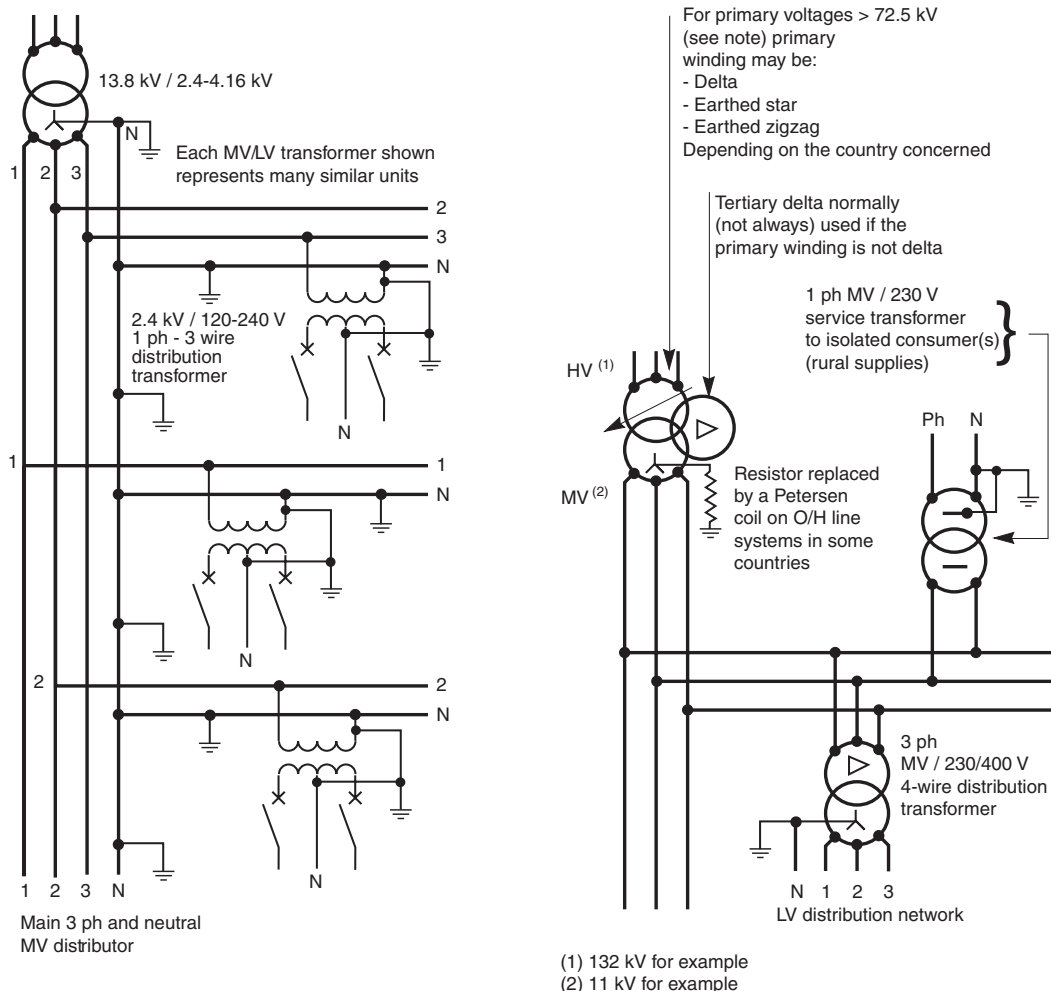 13.8 kV / 2.4-4.16 kV
N
Each MV/LV transformer shown
represents many similar units
1
2
3
2
3
N
2.4 kV / 120-240 V
1 ph - 3 wire
distribution
transformer
N
1
1
N
N
2
2
N
N
1 2 3 N
Main 3 ph and neutral
MV distributor
For primary voltages > 72.5 kV
(see note) primary
winding may be:
- Delta
- Earthed star
- Earthed zigzag
Depending on the country concerned
Tertiary delta normally
(not always) used if the
primary winding is not delta
1 ph MV / 230 V
service transformer
to isolated consumer(s)
(rural supplies)
HV (1)
MV (2)
Resistor replaced
by a Petersen
coil on O/H line
systems in some
countries
Ph N
3 ph
MV / 230/400 V
4-wire distribution
transformer
N 1 2 3
LV distribution network
(1) 132 kV for example
(2) 11 kV for example